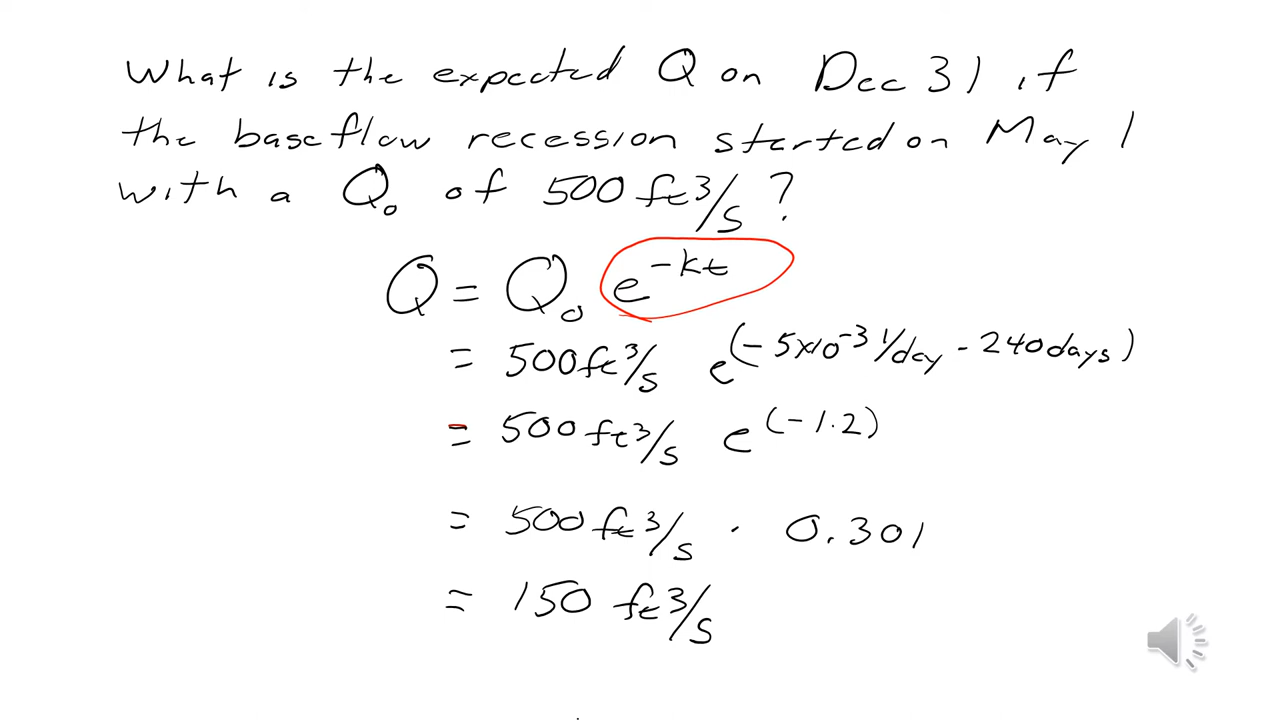 What is the expected Q on Dec 31 if
the baseflow recession started on May 1
with a Q₀ of 500 ft³/s ?
Q = Q₀ e^(-kt)
= 500 ft³/s e^(- 5x10^-3 1/day - 240 days)
= 500 ft³/s e^(-1.2)
= 500 ft³/s · 0.301
= 150 ft³/s